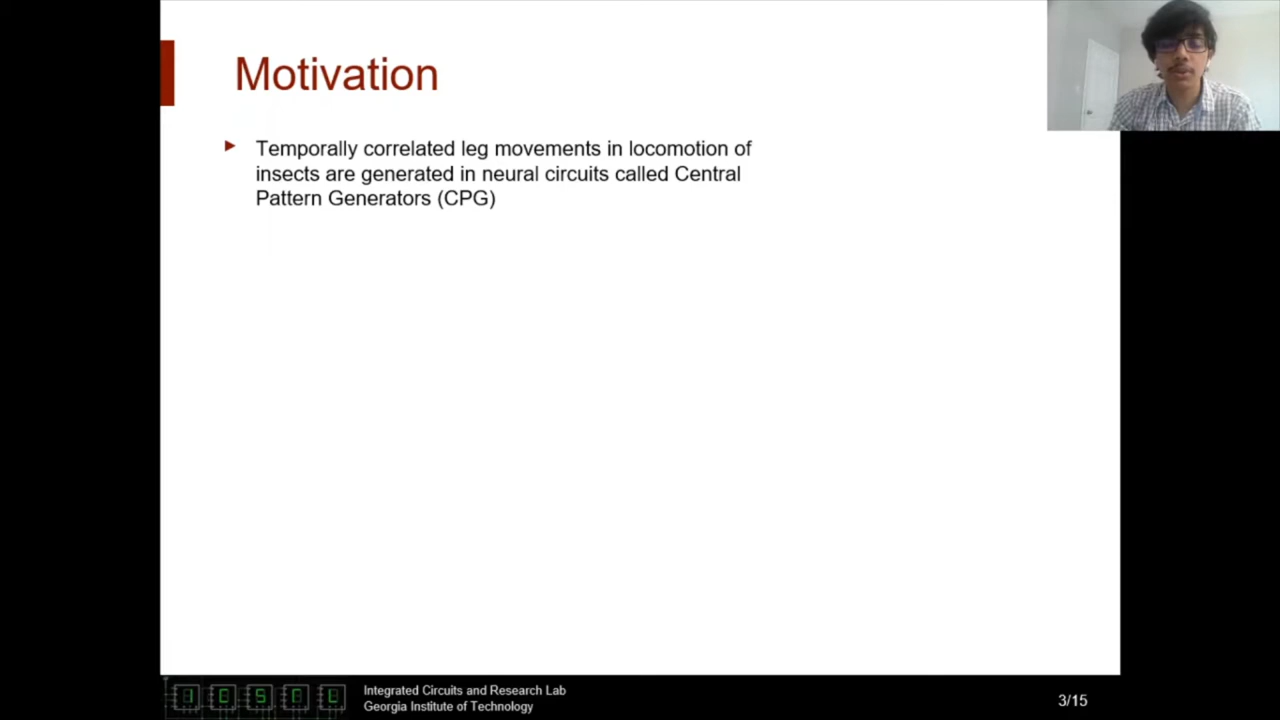 Motivation
Temporally correlated leg movements in locomotion of
insects are generated in neural circuits called Central
Pattern Generators (CPG)
I C S R L
Integrated Circuits and Research Lab
Georgia Institute of Technology
3/15